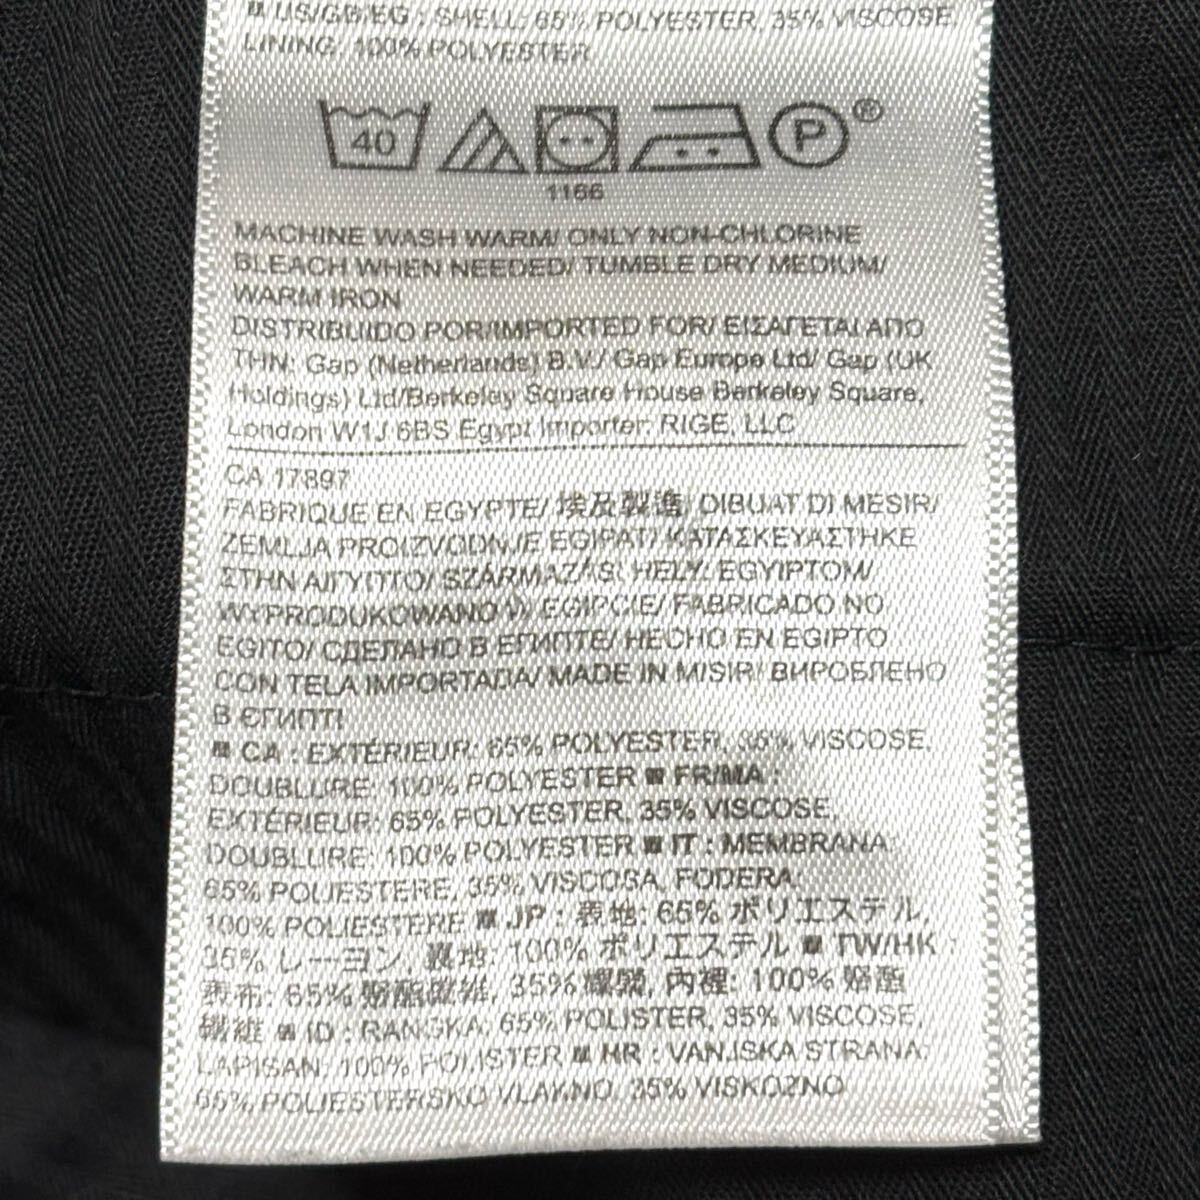 ■ US/GB/EG : SHELL: 65% POLYESTER, 35% VISCOSE,
LINING: 100% POLYESTER
40 P ®
1166
MACHINE WASH WARM/ ONLY NON-CHLORINE
BLEACH WHEN NEEDED/ TUMBLE DRY MEDIUM/
WARM IRON
DISTRIBUIDO POR/IMPORTED FOR/ ΕΙΣΑΓΕΤΑΙ ΑΠΟ
ΤΗΝ: Gap (Netherlands) B.V./ Gap Europe Ltd/ Gap (UK
Holdings) Ltd/Berkeley Square House Berkeley Square,
London W1J 6BS Egypt Importer: RIGE, LLC
CA 17897
FABRIQUE EN EGYPTE/ 埃及製造/ DIBUAT DI MESIR/
ZEMLJA PROIZVODNJE EGIPAT/ ΚΑΤΑΣΚΕΥΑΣΤΗΚΕ
ΣΤΗΝ ΑΙΓΥΠΤΟ/ SZÁRMAZÁSI HELY: EGYIPTOM/
WYPRODUKOWANO W EGIPCIE/ FABRICADO NO
EGITO/ СДЕЛАНО В ЕГИПТЕ/ HECHO EN EGIPTO
CON TELA IMPORTADA/ MADE IN MISIR/ ВИРОБЛЕНО
В ЄГИПТІ
■ CA : EXTÉRIEUR: 65% POLYESTER, 35% VISCOSE,
DOUBLURE: 100% POLYESTER ■ FR/MA :
EXTÉRIEUR: 65% POLYESTER, 35% VISCOSE,
DOUBLURE: 100% POLYESTER ■ IT : MEMBRANA:
65% POLIESTERE, 35% VISCOSA, FODERA:
100% POLIESTERE ■ JP : 表地: 65% ポリエステル,
35% レーヨン, 裏地: 100% ポリエステル ■ TW/HK :
表布: 65% 聚酯纖維, 35% 嫘縈, 內裡: 100% 聚酯
纖維 ■ ID : RANGKA: 65% POLISTER, 35% VISCOSE,
LAPISAN: 100% POLISTER ■ HR : VANJSKA STRANA:
65% POLIESTERSKO VLAKNO, 35% VISKOZNO